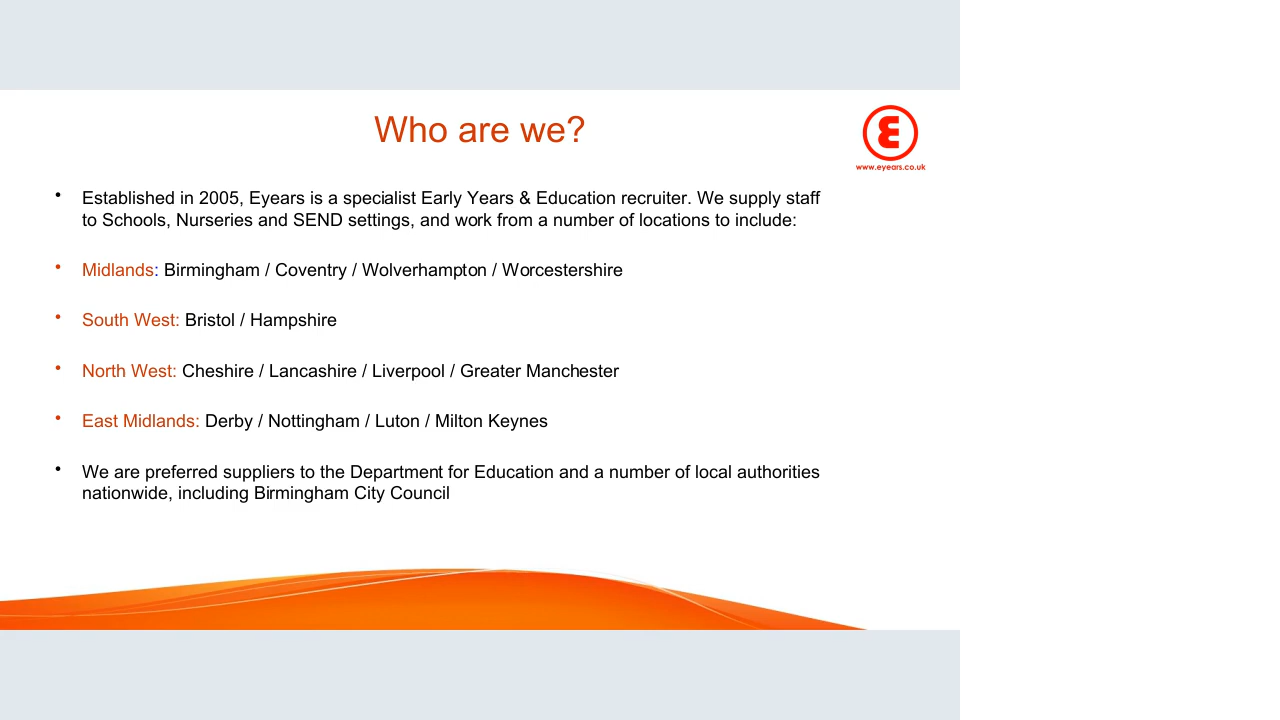 Who are we?
www.eyears.co.uk
• Established in 2005, Eyears is a specialist Early Years & Education recruiter. We supply staff
to Schools, Nurseries and SEND settings, and work from a number of locations to include:
• Midlands: Birmingham / Coventry / Wolverhampton / Worcestershire
• South West: Bristol / Hampshire
• North West: Cheshire / Lancashire / Liverpool / Greater Manchester
• East Midlands: Derby / Nottingham / Luton / Milton Keynes
• We are preferred suppliers to the Department for Education and a number of local authorities
nationwide, including Birmingham City Council